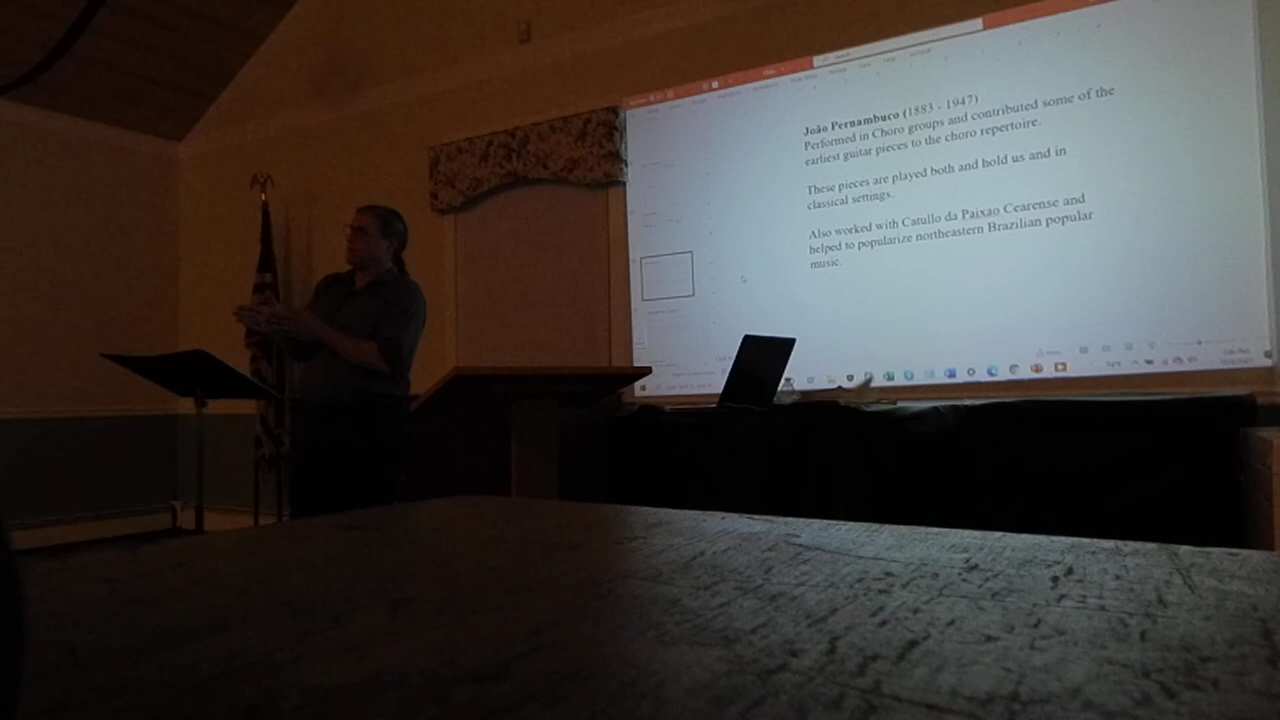 João Pernambuco (1883 - 1947)
Performed in Choro groups and contributed some of the
earliest guitar pieces to the choro repertoire.
These pieces are played both and hold us and in
classical settings.
Also worked with Catullo da Paixao Cearense and
helped to popularize northeastern Brazilian popular
music.